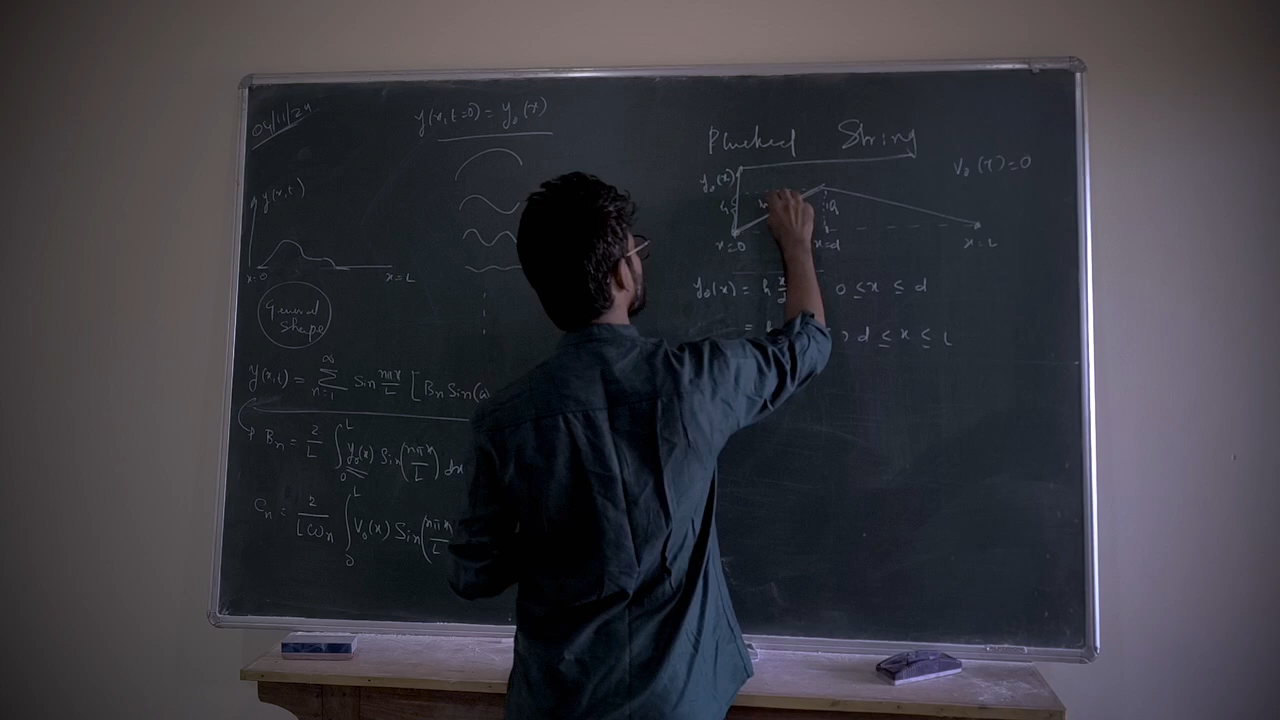 04/11/24
y(x,t=0) = y₀(x)
y(x,t)
x=0
x=L
General
Shape
y(x,t) = ∑ n=1 ∞ Sin nπx/L [Bn Sin(ω
Bn = 2/L ∫₀ᴸ y₀(x) Sin(nπx/L) dx
Cn = 2/(Lωn) ∫₀ᴸ V₀(x) Sin(nπx/L
Plucked String
V₀(x)=0
y₀(x)
h
h
x=0
x=d
x=L
y₀(x) = h x/d 0 ≤ x ≤ d
= , d ≤ x ≤ L